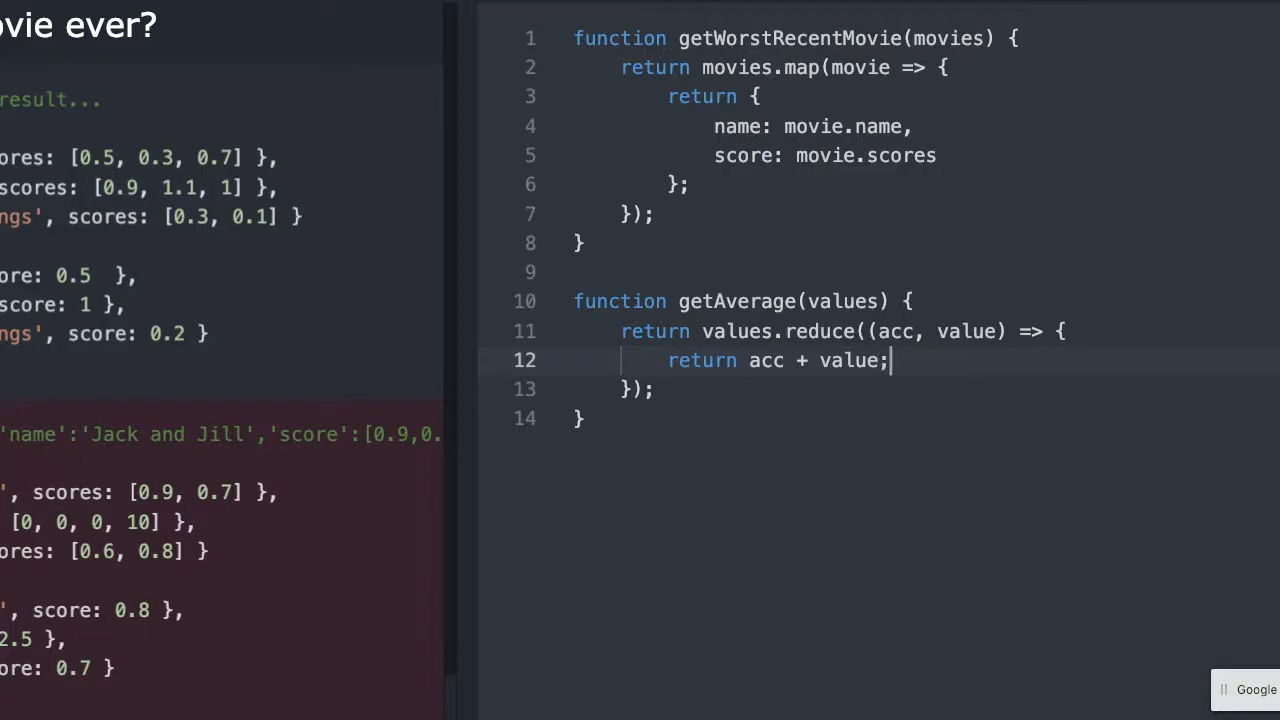 ovie ever?
result...
ores: [0.5, 0.3, 0.7] },
scores: [0.9, 1.1, 1] },
ngs', scores: [0.3, 0.1] }
ore: 0.5  },
score: 1 },
ngs', score: 0.2 }
'name':'Jack and Jill','score':[0.9,0.
', scores: [0.9, 0.7] },
[0, 0, 0, 10] },
ores: [0.6, 0.8] }
', score: 0.8 },
2.5 },
ore: 0.7 }
1 function getWorstRecentMovie(movies) {
2     return movies.map(movie => {
3         return {
4             name: movie.name,
5             score: movie.scores
6         };
7     });
8 }
9
10 function getAverage(values) {
11     return values.reduce((acc, value) => {
12         return acc + value;
13     });
14 }
Google